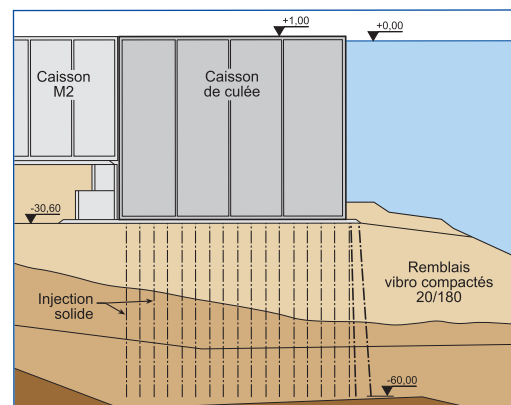 +1,00
+0,00
Caisson
M2
Caisson
de culée
-30,60
Remblais
vibro compactés
20/180
Injection
solide
-60,00